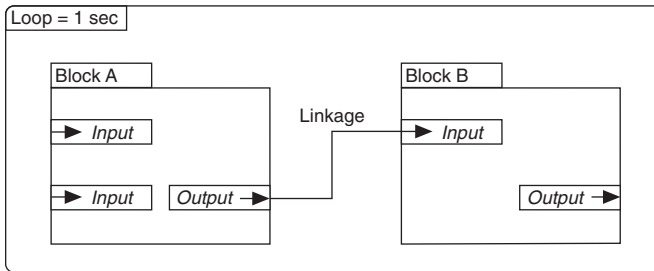 Loop = 1 sec
Block A
Block B
Linkage
Input
Input
Input
Output
Output